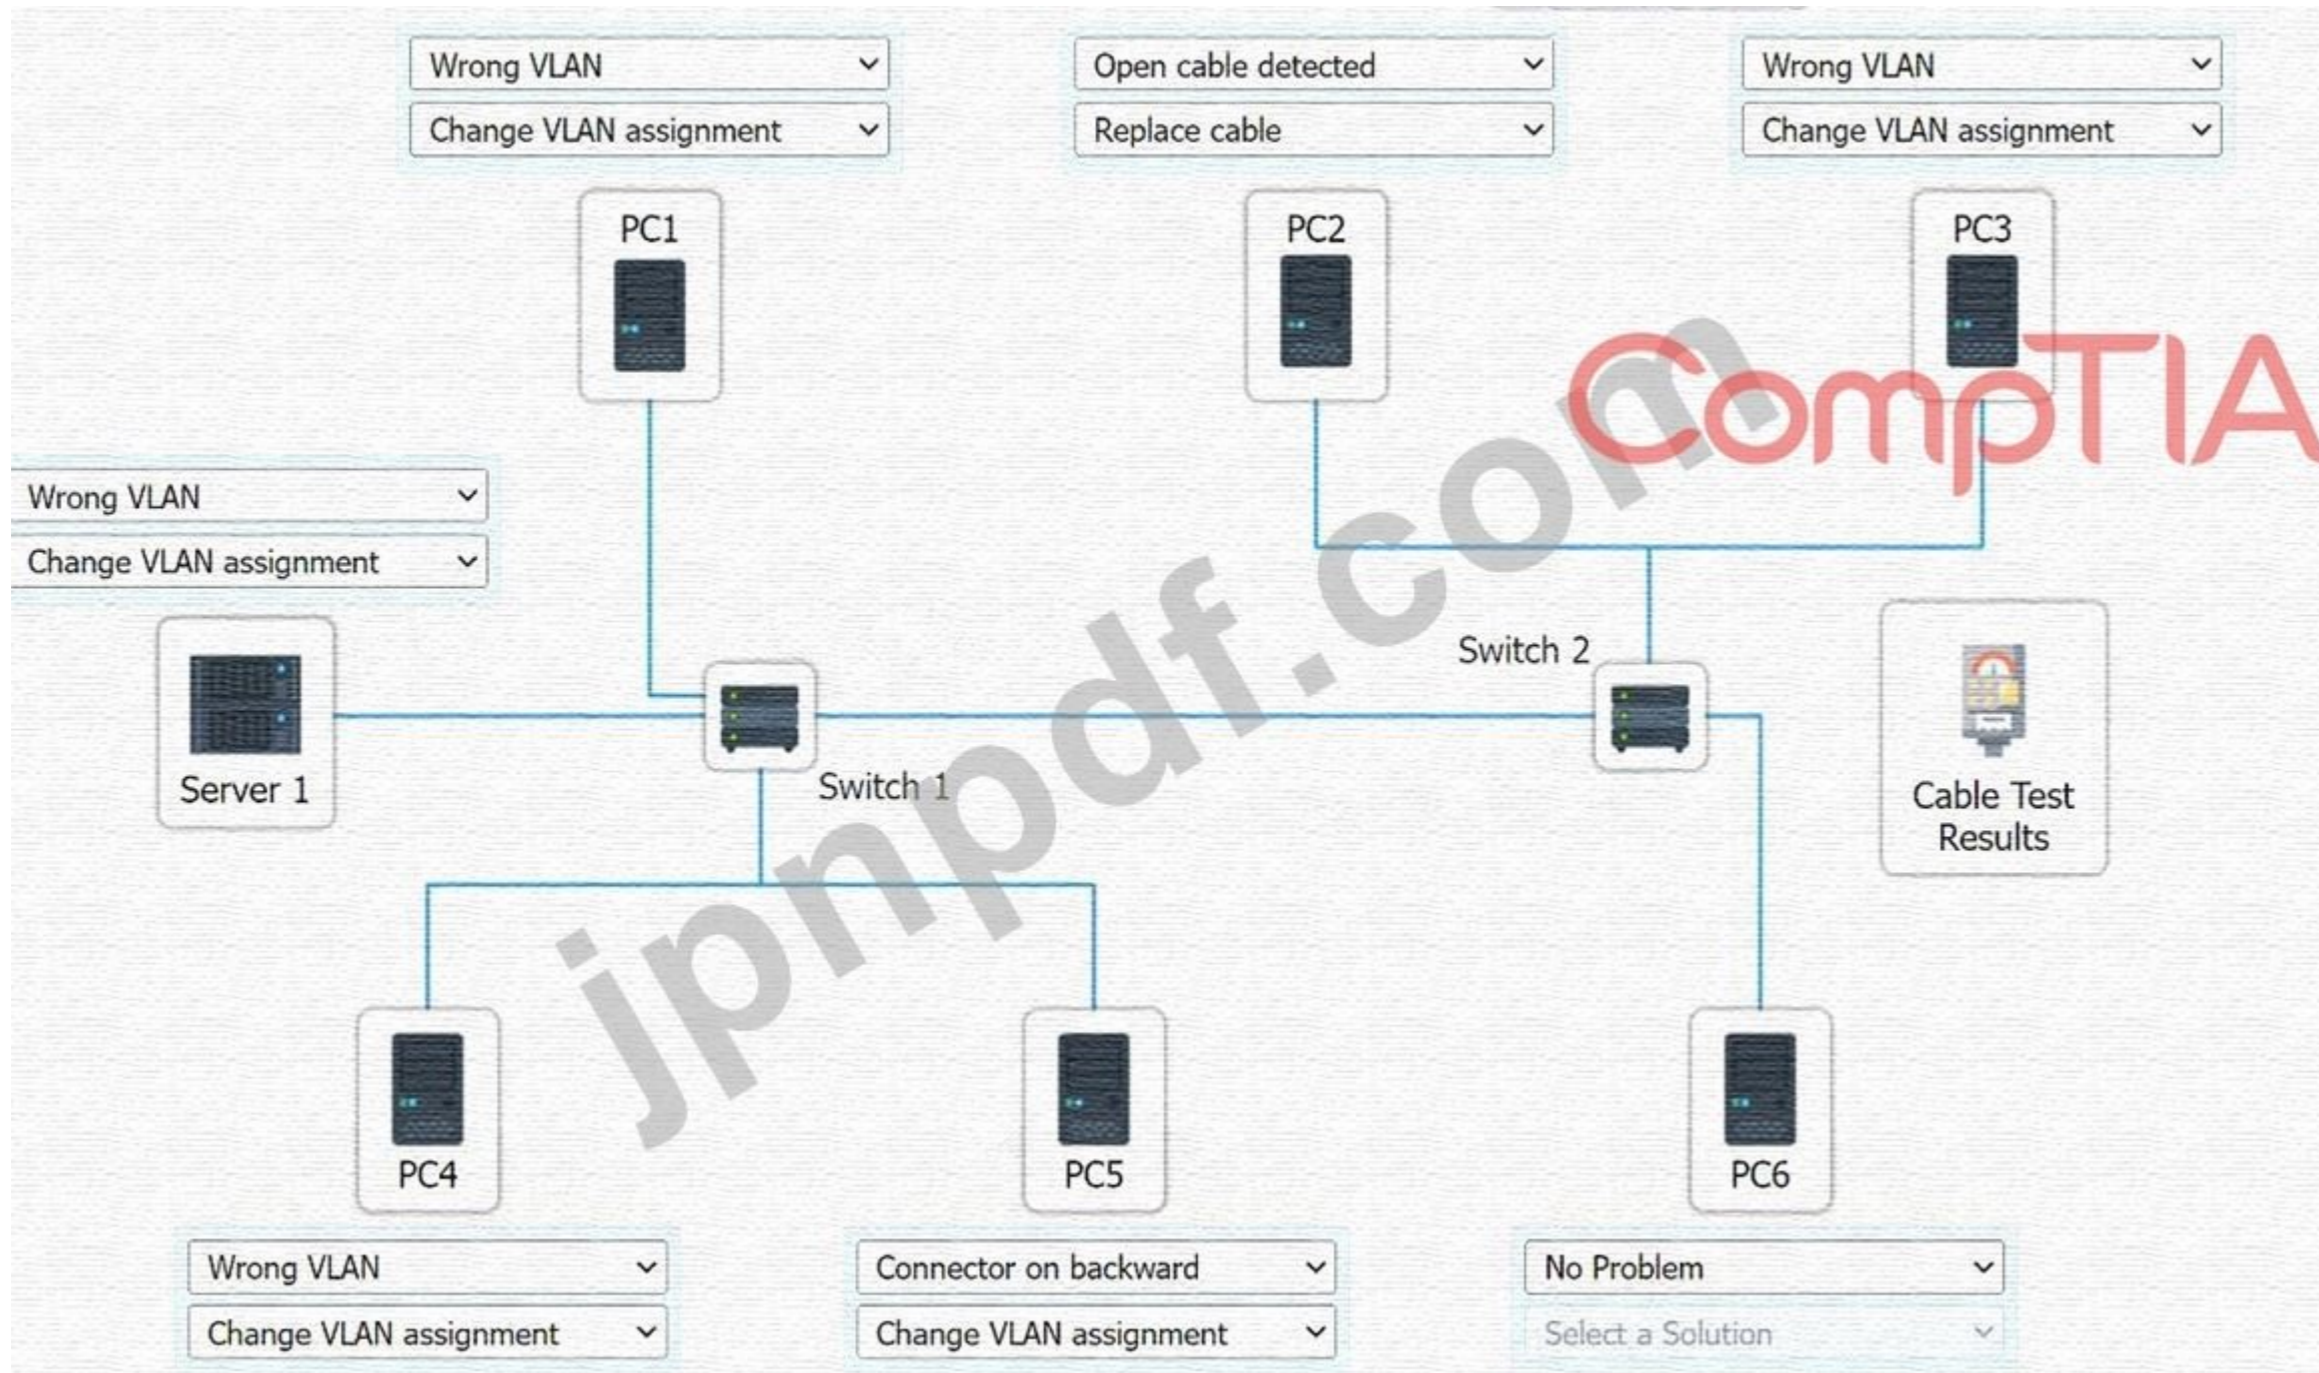 Wrong VLAN
Change VLAN assignment
Open cable detected
Replace cable
Wrong VLAN
Change VLAN assignment
PC1
PC2
PC3
CompTIA
Wrong VLAN
Change VLAN assignment
Server 1
Switch 1
Switch 2
Cable Test
Results
jpnpdf.com
PC4
PC5
PC6
Wrong VLAN
Change VLAN assignment
Connector on backward
Change VLAN assignment
No Problem
Select a Solution